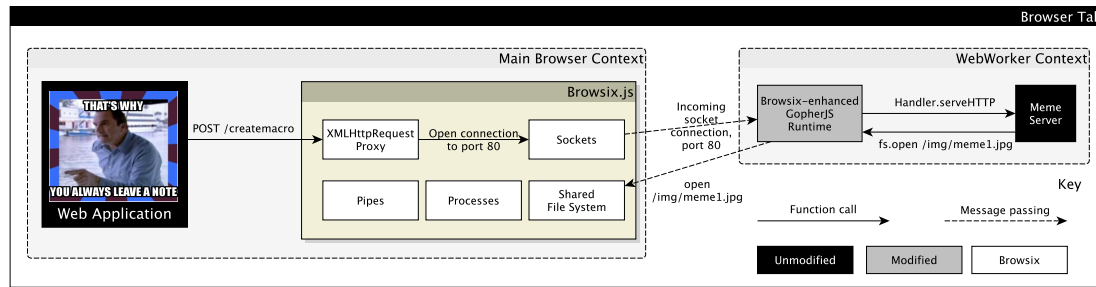 Browser Ta
Main Browser Context
WebWorker Context
Browsix.js
THAT'S WHY
YOU ALWAYS LEAVE A NOTE
Web Application
POST /createmacro
XMLHttpRequest
Proxy
Open connection
to port 80
Sockets
Pipes
Processes
Shared
File System
Incoming
socket
connection,
port 80
open
/img/meme1.jpg
Browsix-enhanced
GopherJS
Runtime
Handler.serveHTTP
fs.open /img/meme1.jpg
Meme
Server
Key
Function call
Message passing
Unmodified
Modified
Browsix